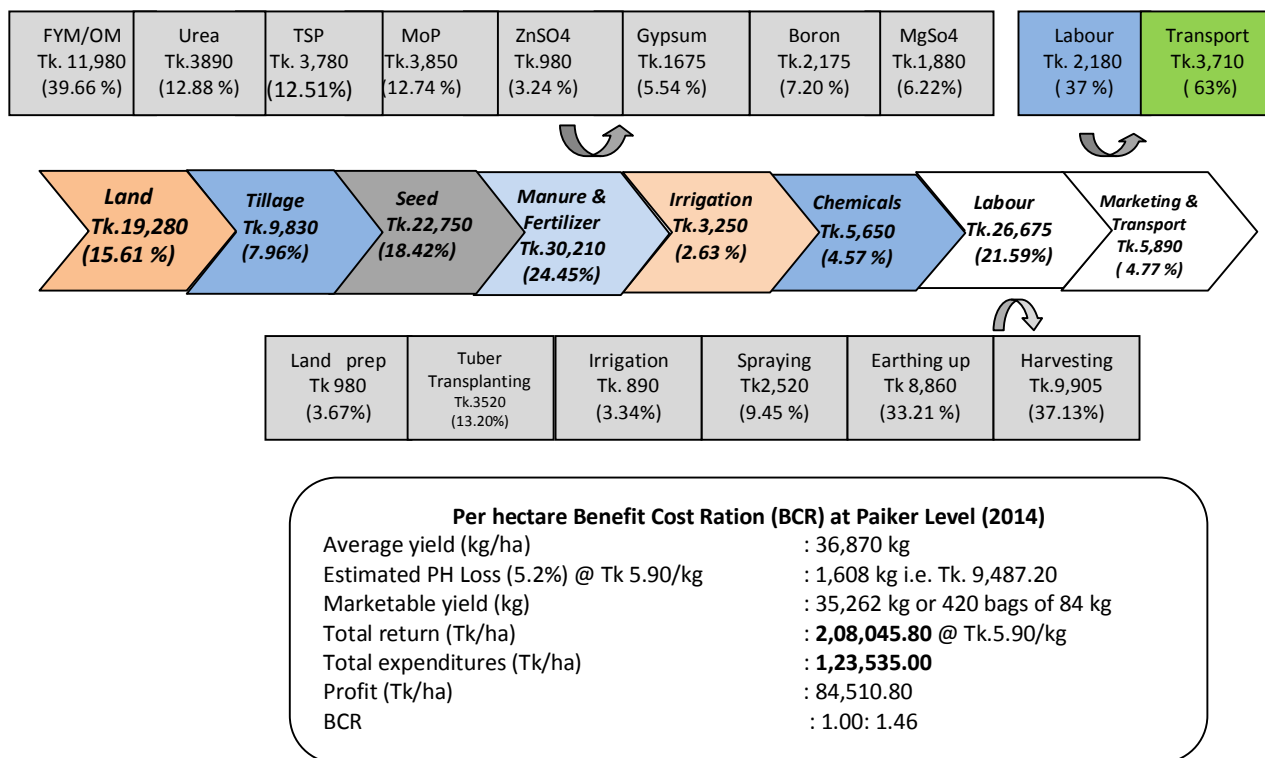 FYM/OM
Tk. 11,980
(39.66 %)
Urea
Tk.3890
(12.88 %)
TSP
Tk. 3,780
(12.51%)
MoP
Tk.3,850
(12.74 %)
ZnSO4
Tk.980
(3.24 %)
Gypsum
Tk.1675
(5.54 %)
Boron
Tk.2,175
(7.20 %)
MgSo4
Tk.1,880
(6.22%)
Labour
Tk. 2,180
( 37 %)
Transport
Tk.3,710
( 63%)
Land
Tk.19,280
(15.61 %)
Tillage
Tk.9,830
(7.96%)
Seed
Tk.22,750
(18.42%)
Manure &
Fertilizer
Tk.30,210
(24.45%)
Irrigation
Tk.3,250
(2.63 %)
Chemicals
Tk.5,650
(4.57 %)
Labour
Tk.26,675
(21.59%)
Marketing &
Transport
Tk.5,890
( 4.77 %)
Land prep
Tk 980
(3.67%)
Tuber
Transplanting
Tk.3520
(13.20%)
Irrigation
Tk. 890
(3.34%)
Spraying
Tk2,520
(9.45 %)
Earthing up
Tk 8,860
(33.21 %)
Harvesting
Tk.9,905
(37.13%)
Per hectare Benefit Cost Ration (BCR) at Paiker Level (2014)
Average yield (kg/ha) : 36,870 kg
Estimated PH Loss (5.2%) @ Tk 5.90/kg : 1,608 kg i.e. Tk. 9,487.20
Marketable yield (kg) : 35,262 kg or 420 bags of 84 kg
Total return (Tk/ha) : 2,08,045.80 @ Tk.5.90/kg
Total expenditures (Tk/ha) : 1,23,535.00
Profit (Tk/ha) : 84,510.80
BCR : 1.00: 1.46